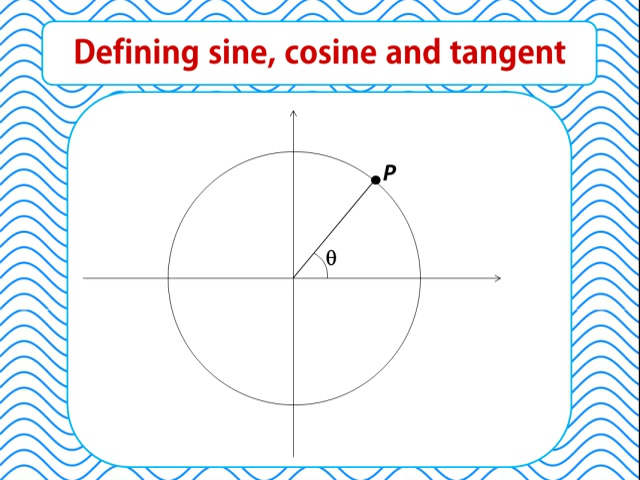 Defining sine, cosine and tangent
P
θ